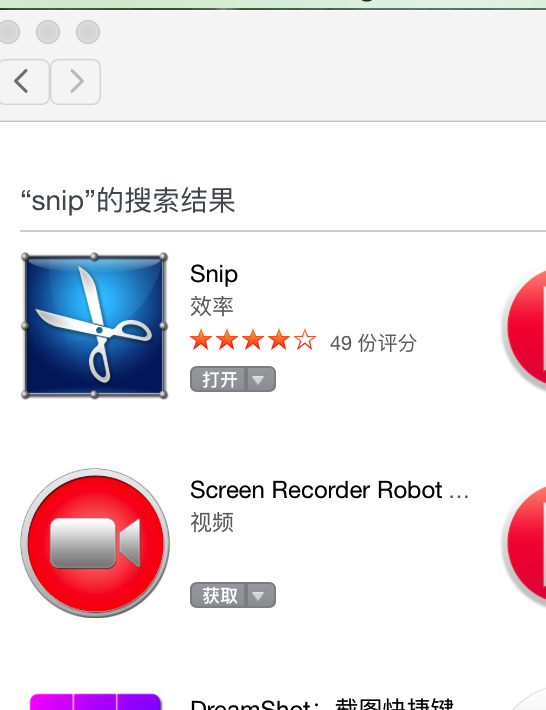 “snip”的搜索结果
Snip
效率
49 份评分
打开
Screen Recorder Robot ...
视频
获取
DreamShot：截图快捷键